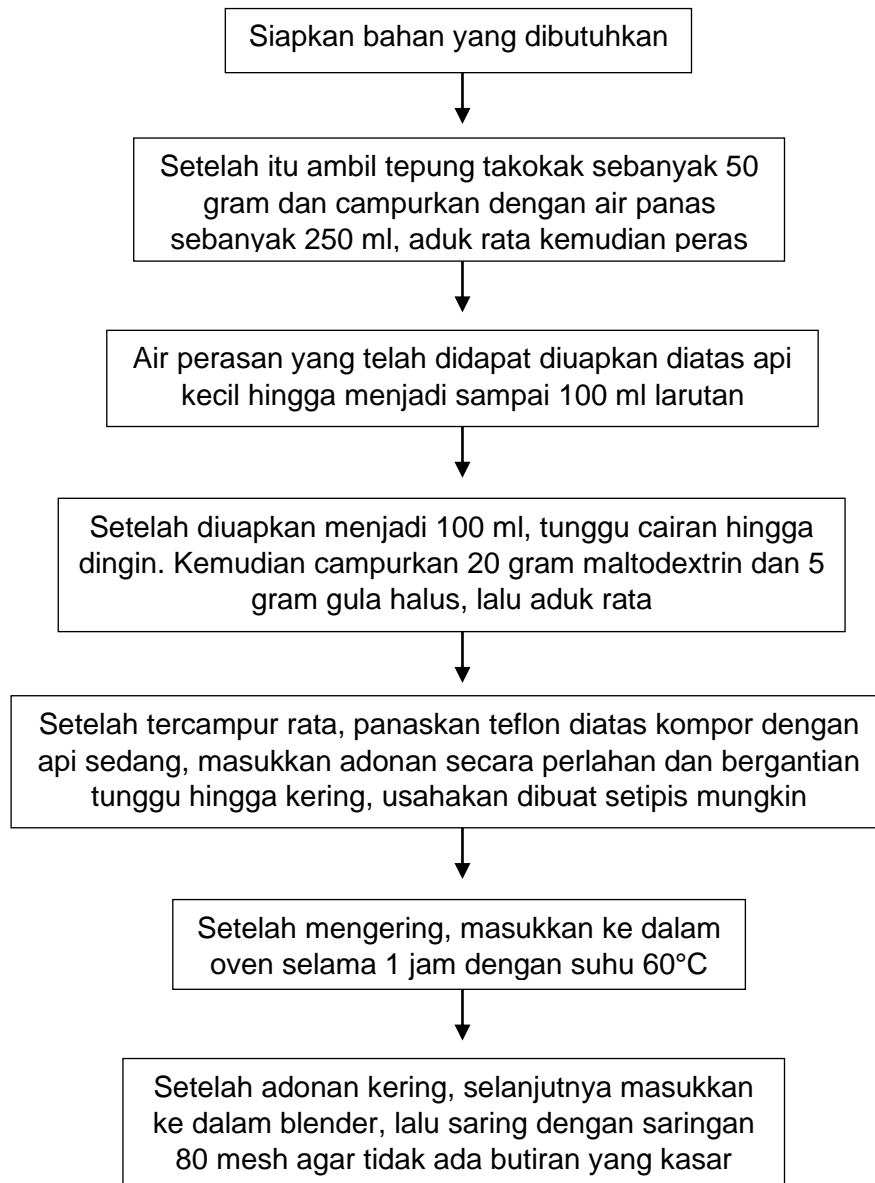 Siapkan bahan yang dibutuhkan
Setelah itu ambil tepung takokak sebanyak 50
gram dan campurkan dengan air panas
sebanyak 250 ml, aduk rata kemudian peras
Air perasan yang telah didapat diuapkan diatas api
kecil hingga menjadi sampai 100 ml larutan
Setelah diuapkan menjadi 100 ml, tunggu cairan hingga
dingin. Kemudian campurkan 20 gram maltodextrin dan 5
gram gula halus, lalu aduk rata
Setelah tercampur rata, panaskan teflon diatas kompor dengan
api sedang, masukkan adonan secara perlahan dan bergantian
tunggu hingga kering, usahakan dibuat setipis mungkin
Setelah mengering, masukkan ke dalam
oven selama 1 jam dengan suhu 60°C
Setelah adonan kering, selanjutnya masukkan
ke dalam blender, lalu saring dengan saringan
80 mesh agar tidak ada butiran yang kasar